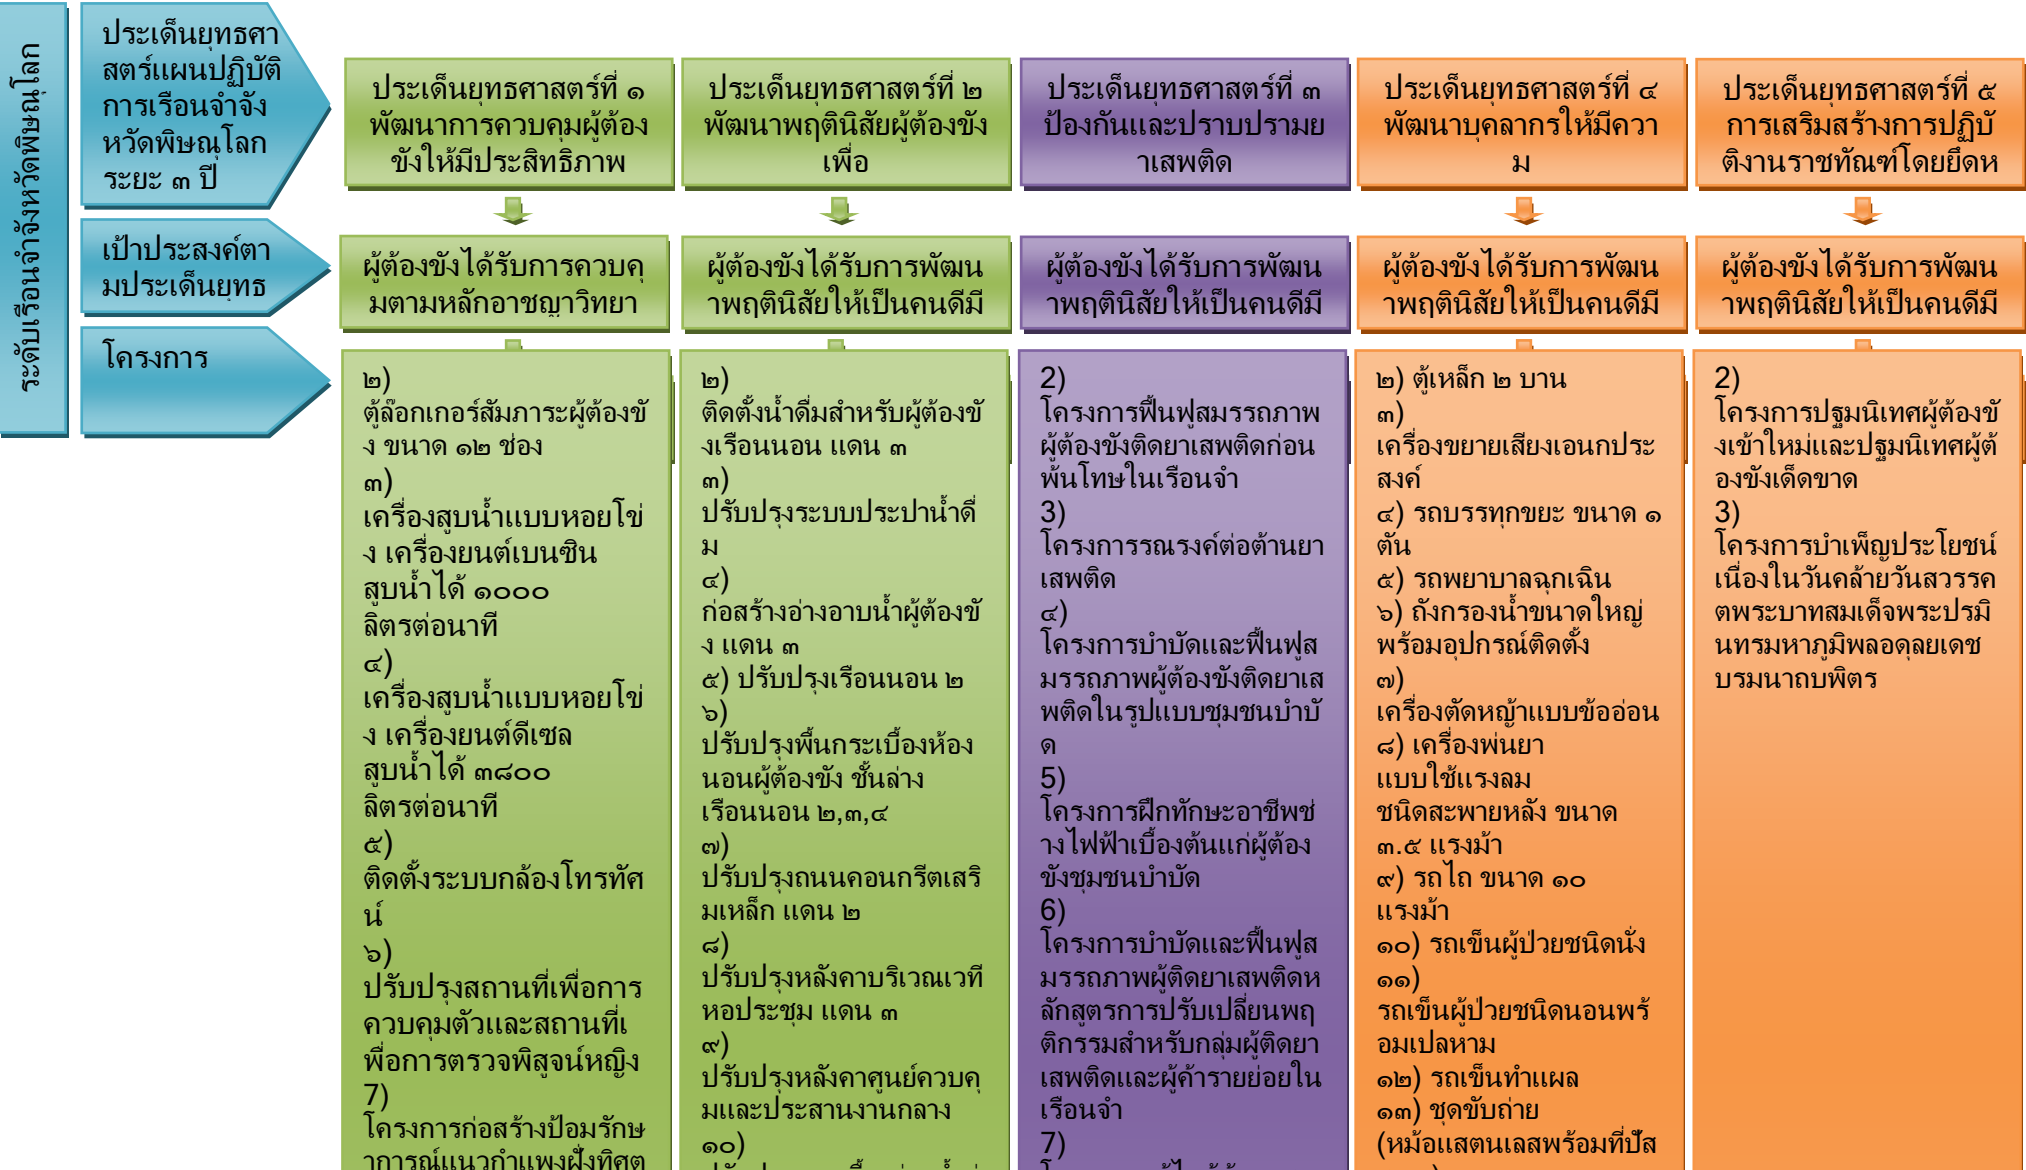 ระดับเรือนจำจังหวัดพิษณุโลก
ประเด็นยุทธศา
สตร์แผนปฏิบัติ
การเรือนจำจัง
หวัดพิษณุโลก
ระยะ ๓ ปี
ประเด็นยุทธศาสตร์ที่ ๑
พัฒนาการควบคุมผู้ต้อง
ขังให้มีประสิทธิภาพ
ประเด็นยุทธศาสตร์ที่ ๒
พัฒนาพฤตินิสัยผู้ต้องขัง
เพื่อ
ประเด็นยุทธศาสตร์ที่ ๓
ป้องกันและปราบปรามย
าเสพติด
ประเด็นยุทธศาสตร์ที่ ๔
พัฒนาบุคลากรให้มีควา
ม
ประเด็นยุทธศาสตร์ที่ ๕
การเสริมสร้างการปฏิบั
ติงานราชทัณฑ์โดยยึดห
เป้าประสงค์ตา
มประเด็นยุทธ
ผู้ต้องขังได้รับการควบคุ
มตามหลักอาชญาวิทยา
ผู้ต้องขังได้รับการพัฒน
าพฤตินิสัยให้เป็นคนดีมี
ผู้ต้องขังได้รับการพัฒน
าพฤตินิสัยให้เป็นคนดีมี
ผู้ต้องขังได้รับการพัฒน
าพฤตินิสัยให้เป็นคนดีมี
ผู้ต้องขังได้รับการพัฒน
าพฤตินิสัยให้เป็นคนดีมี
โครงการ
๒)
ตู้ล๊อกเกอร์สัมภาระผู้ต้องขั
ง ขนาด ๑๒ ช่อง
๓)
เครื่องสูบน้ำแบบหอยโข่
ง เครื่องยนต์เบนซิน
สูบน้ำได้ ๑๐๐๐
ลิตรต่อนาที
๔)
เครื่องสูบน้ำแบบหอยโข่
ง เครื่องยนต์ดีเซล
สูบน้ำได้ ๓๘๐๐
ลิตรต่อนาที
๕)
ติดตั้งระบบกล้องโทรทัศ
น์
๖)
ปรับปรุงสถานที่เพื่อการ
ควบคุมตัวและสถานที่เ
พื่อการตรวจพิสูจน์หญิง
7)
โครงการก่อสร้างป้อมรักษ
าการณ์แนวกำแพงฝั่งทิศต
๒)
ติดตั้งน้ำดื่มสำหรับผู้ต้องขั
งเรือนนอน แดน ๓
๓)
ปรับปรุงระบบประปาน้ำดื่
ม
๔)
ก่อสร้างอ่างอาบน้ำผู้ต้องขั
ง แดน ๓
๕) ปรับปรุงเรือนนอน ๒
๖)
ปรับปรุงพื้นกระเบื้องห้อง
นอนผู้ต้องขัง ชั้นล่าง
เรือนนอน ๒,๓,๔
๗)
ปรับปรุงถนนคอนกรีตเสริ
มเหล็ก แดน ๒
๘)
ปรับปรุงหลังคาบริเวณเวที
หอประชุม แดน ๓
๙)
ปรับปรุงหลังคาศูนย์ควบคุ
มและประสานงานกลาง
๑๐)
2)
โครงการฟื้นฟูสมรรถภาพ
ผู้ต้องขังติดยาเสพติดก่อน
พ้นโทษในเรือนจำ
3)
โครงการรณรงค์ต่อต้านยา
เสพติด
๔)
โครงการบำบัดและฟื้นฟูส
มรรถภาพผู้ต้องขังติดยาเส
พติดในรูปแบบชุมชนบำบั
ด
5)
โครงการฝึกทักษะอาชีพช่
างไฟฟ้าเบื้องต้นแก่ผู้ต้อง
ขังชุมชนบำบัด
6)
โครงการบำบัดและฟื้นฟูส
มรรถภาพผู้ติดยาเสพติดห
ลักสูตรการปรับเปลี่ยนพฤ
ติกรรมสำหรับกลุ่มผู้ติดยา
เสพติดและผู้ค้ารายย่อยใน
เรือนจำ
7)
๒) ตู้เหล็ก ๒ บาน
๓)
เครื่องขยายเสียงเอนกประ
สงค์
๔) รถบรรทุกขยะ ขนาด ๑
ตัน
๕) รถพยาบาลฉุกเฉิน
๖) ถังกรองน้ำขนาดใหญ่
พร้อมอุปกรณ์ติดตั้ง
๗)
เครื่องตัดหญ้าแบบข้ออ่อน
๘) เครื่องพ่นยา
แบบใช้แรงลม
ชนิดสะพายหลัง ขนาด
๓.๕ แรงม้า
๙) รถไถ ขนาด ๑๐
แรงม้า
๑๐) รถเข็นผู้ป่วยชนิดนั่ง
๑๑)
รถเข็นผู้ป่วยชนิดนอนพร้
อมเปลหาม
๑๒) รถเข็นทำแผล
๑๓) ชุดขับถ่าย
(หม้อแสตนเลสพร้อมที่ปัส
2)
โครงการปฐมนิเทศผู้ต้องขั
งเข้าใหม่และปฐมนิเทศผู้ต้
องขังเด็ดขาด
3)
โครงการบำเพ็ญประโยชน์
เนื่องในวันคล้ายวันสวรรค
ตพระบาทสมเด็จพระปรมิ
นทรมหาภูมิพลอดุลยเดช
บรมนาถบพิตร